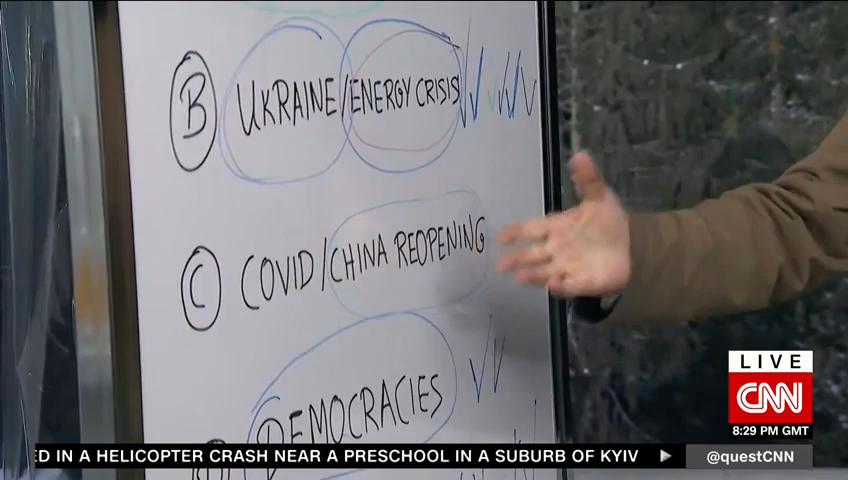 B UKRAINE/ENERGY CRISIS
C COVID/CHINA REOPENING
DEMOCRACIES
LIVE
CNN
8:29 PM GMT
ED IN A HELICOPTER CRASH NEAR A PRESCHOOL IN A SUBURB OF KYIV
@questCNN